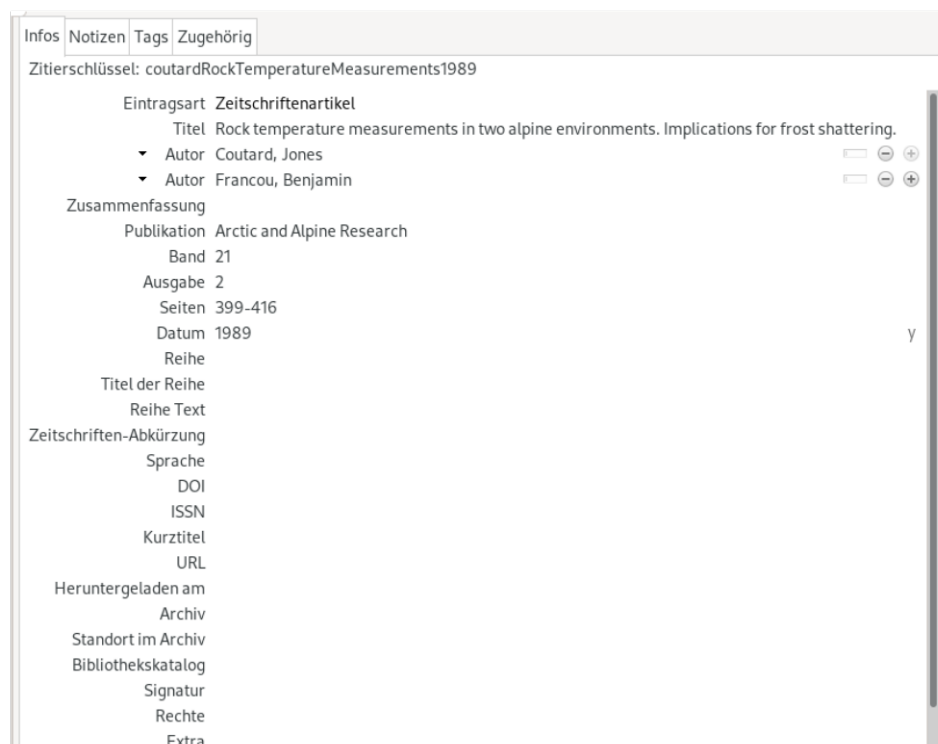 Infos Notizen Tags Zugehörig
Zitierschlüssel: coutardRockTemperatureMeasurements1989
Eintragsart Zeitschriftenartikel
Titel Rock temperature measurements in two alpine environments. Implications for frost shattering.
Autor Coutard, Jones
Autor Francou, Benjamin
Zusammenfassung
Publikation Arctic and Alpine Research
Band 21
Ausgabe 2
Seiten 399-416
Datum 1989 y
Reihe
Titel der Reihe
Reihe Text
Zeitschriften-Abkürzung
Sprache
DOI
ISSN
Kurztitel
URL
Heruntergeladen am
Archiv
Standort im Archiv
Bibliothekskatalog
Signatur
Rechte
Extra